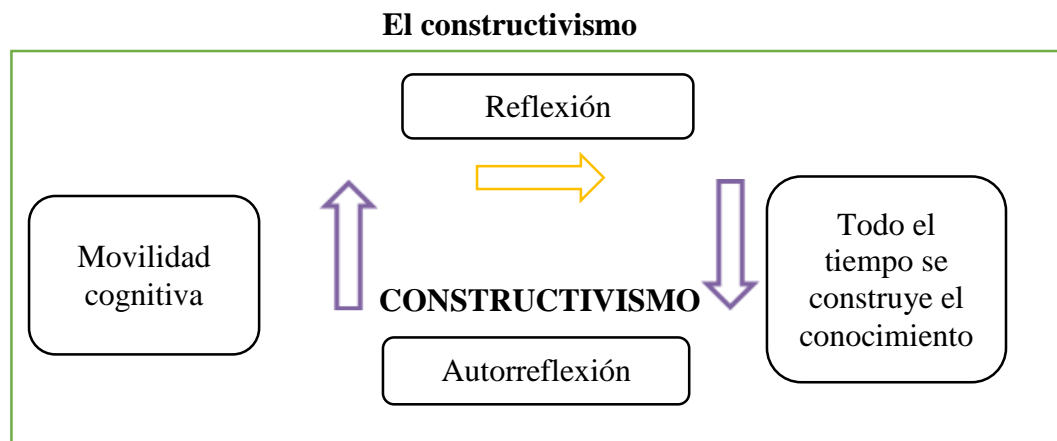 El constructivismo
Reflexión
Movilidad
cognitiva
Todo el
tiempo se
construye el
conocimiento
CONSTRUCTIVISMO
Autorreflexión